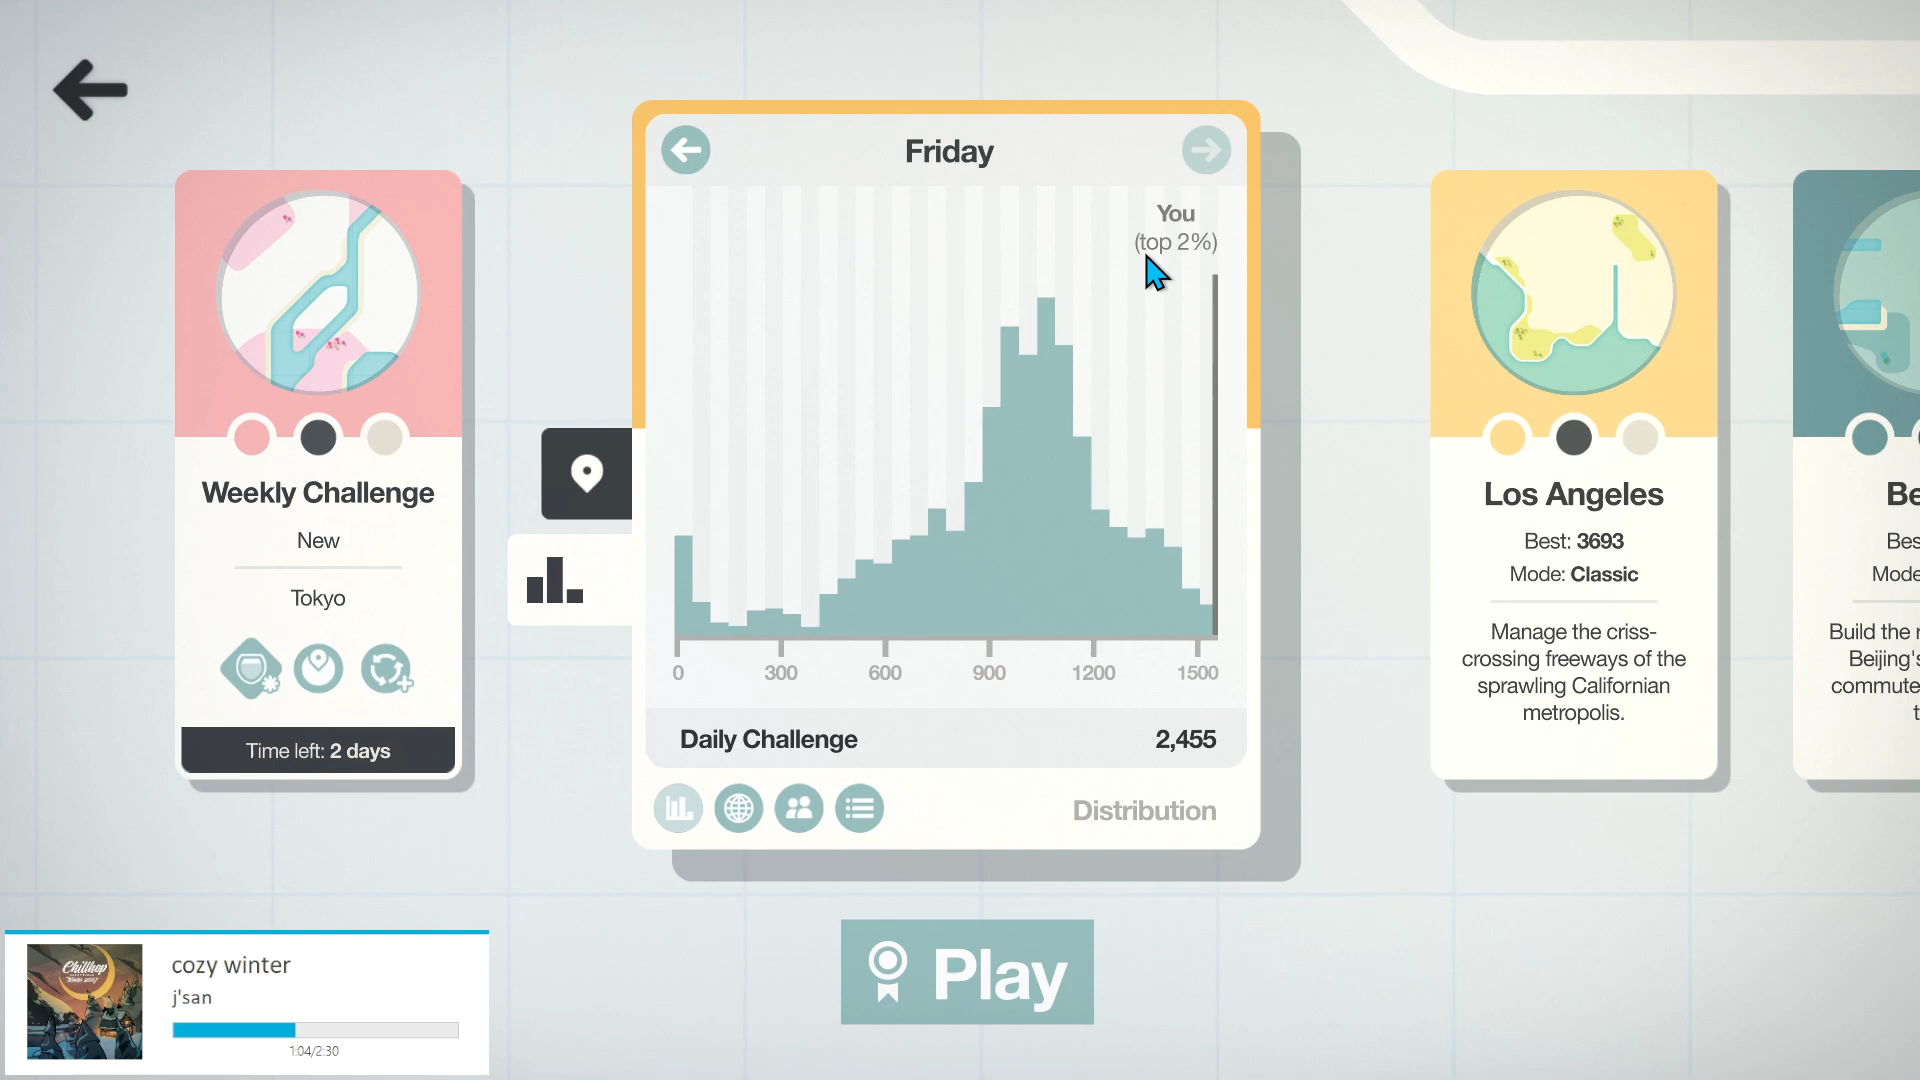 Friday
You
(top 2%)
0
300
600
900
1200
1500
Daily Challenge
2,455
Distribution
Play
Weekly Challenge
New
Tokyo
Time left: 2 days
Los Angeles
Best: 3693
Mode: Classic
Manage the criss-
crossing freeways of the
sprawling Californian
metropolis.
Be
Bes
Mode
Build the r
Beijing's
commute
t
Chillhop
cozy winter
j'san
1:04/2:30